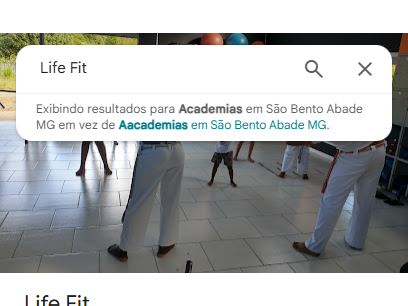 Life Fit
Exibindo resultados para Academias em São Bento Abade
MG em vez de Aacademias em São Bento Abade MG.
Life Fit